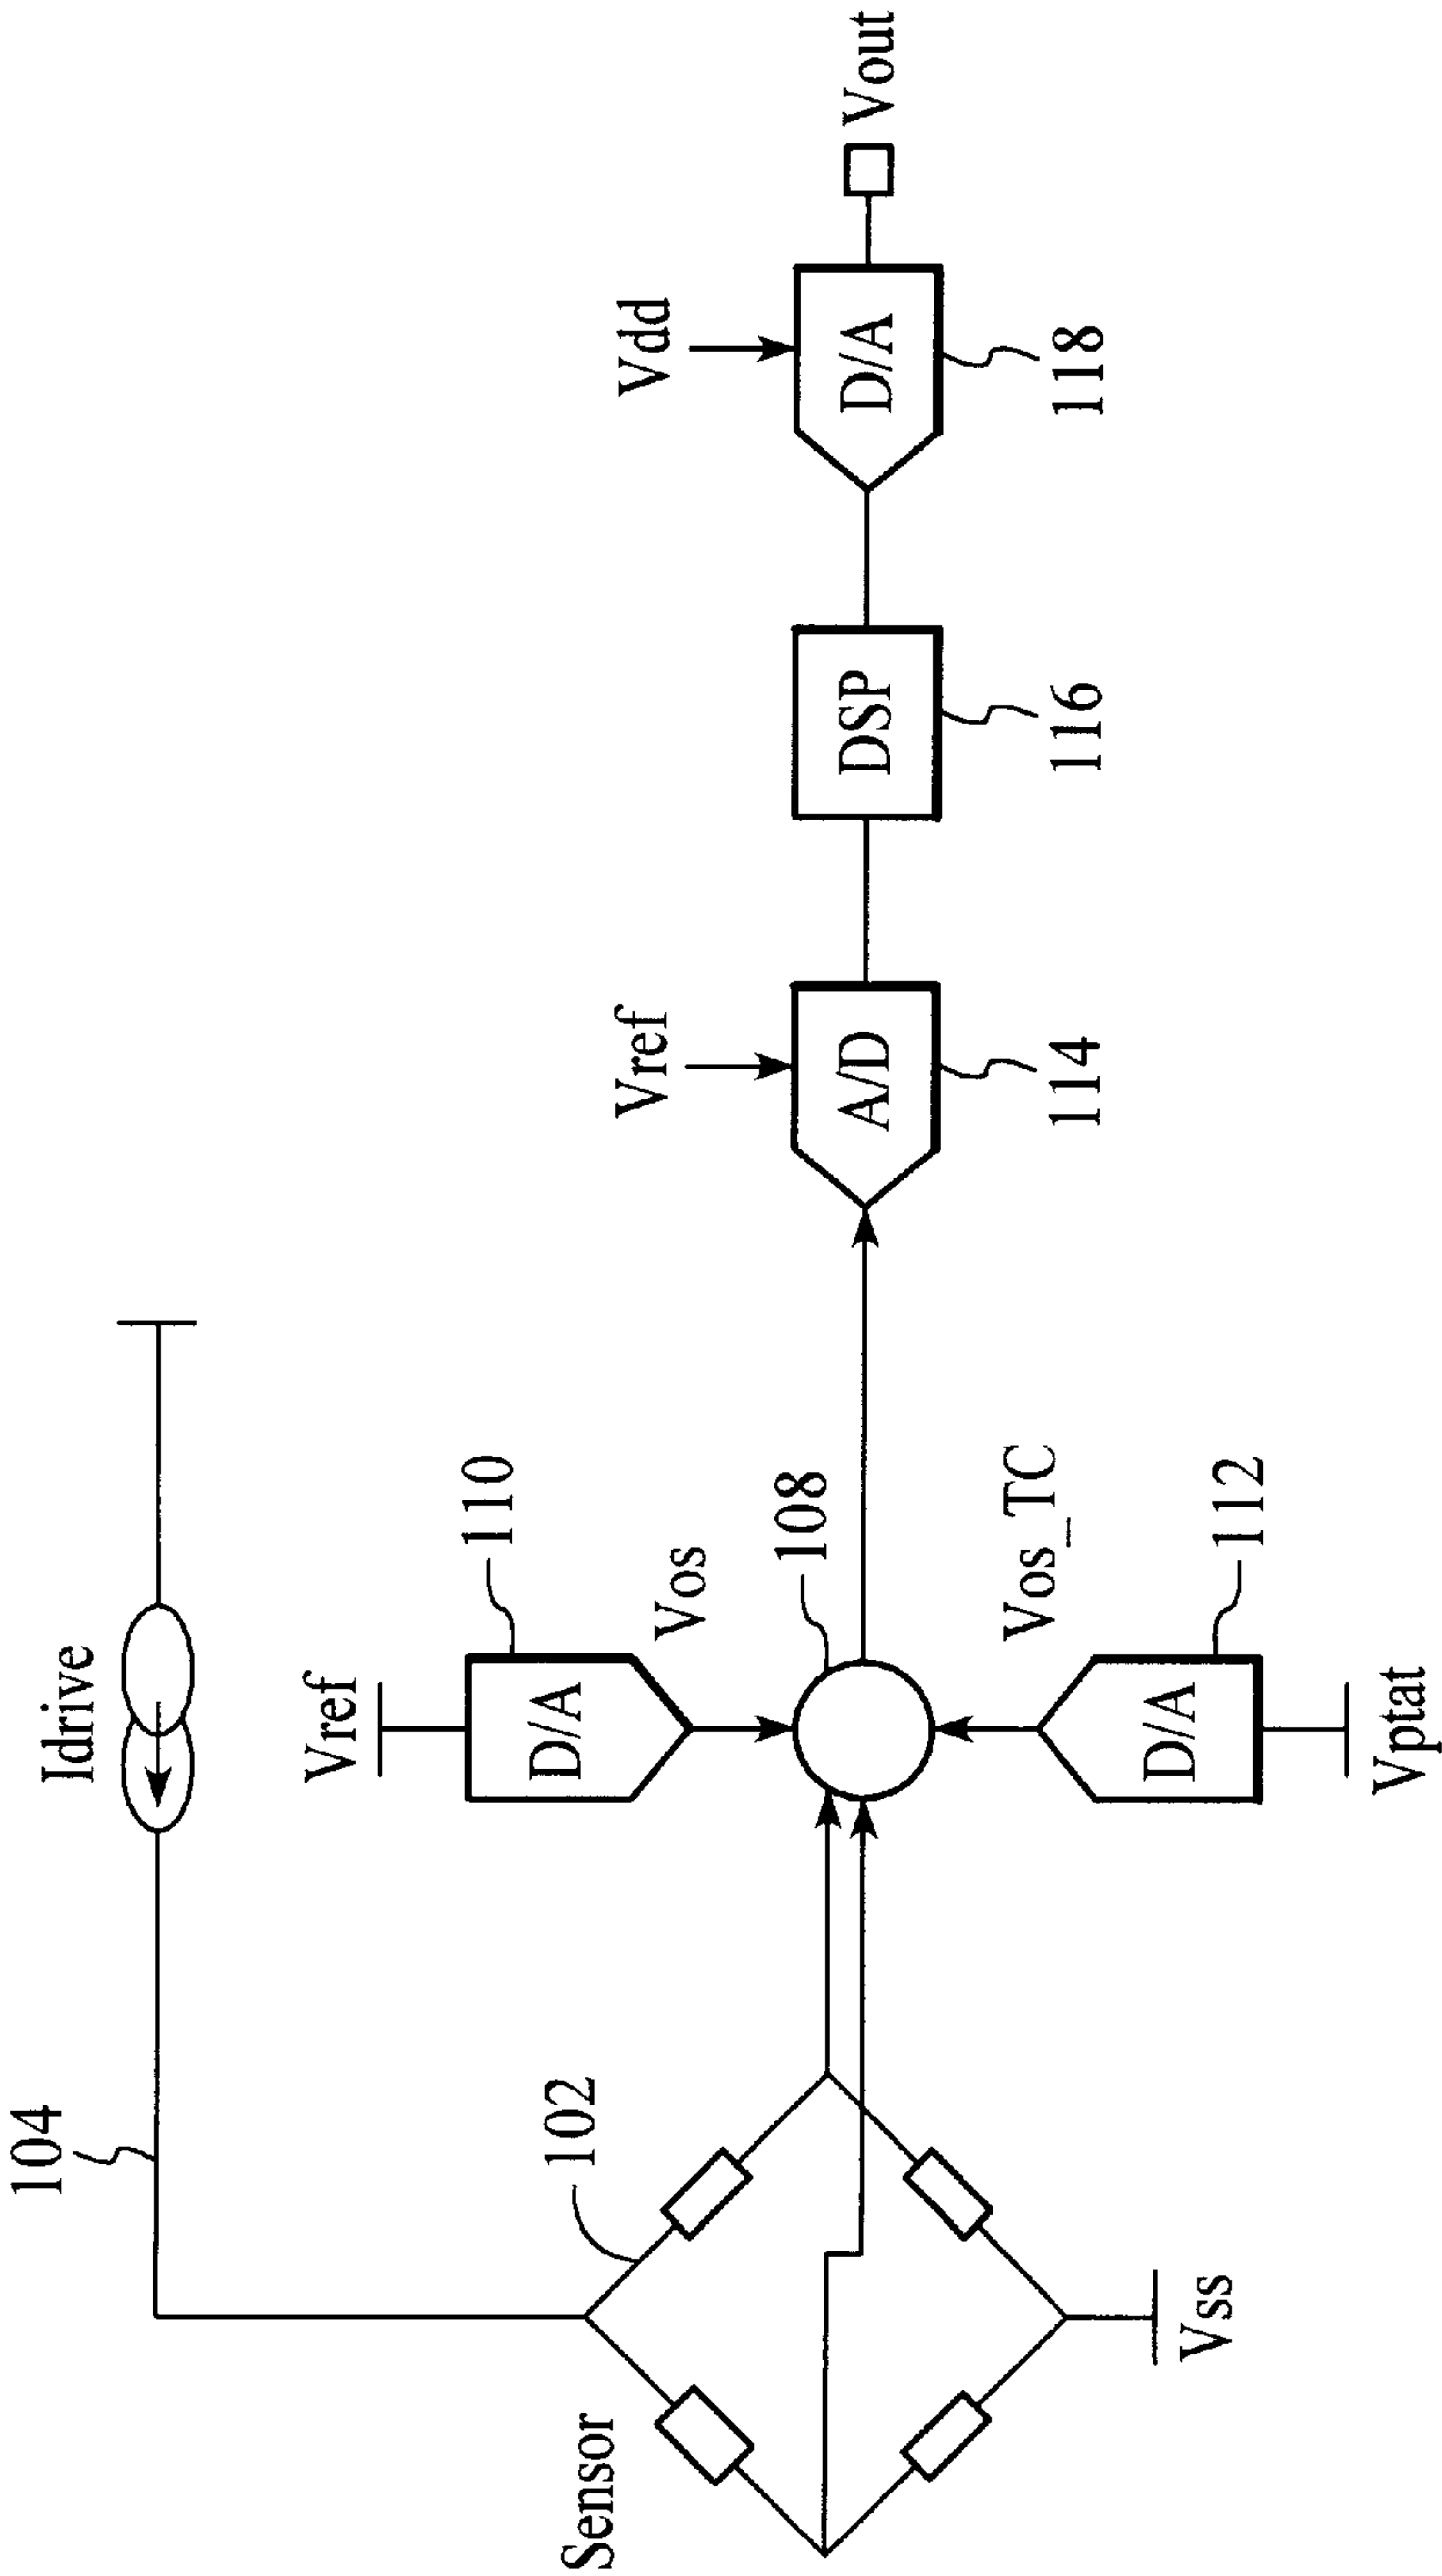 104
Idrive
Sensor
102
Vss
Vref
D/A
110
Vos
108
Vos_TC
D/A
112
Vptat
Vref
A/D
114
DSP
116
Vdd
D/A
118
Vout